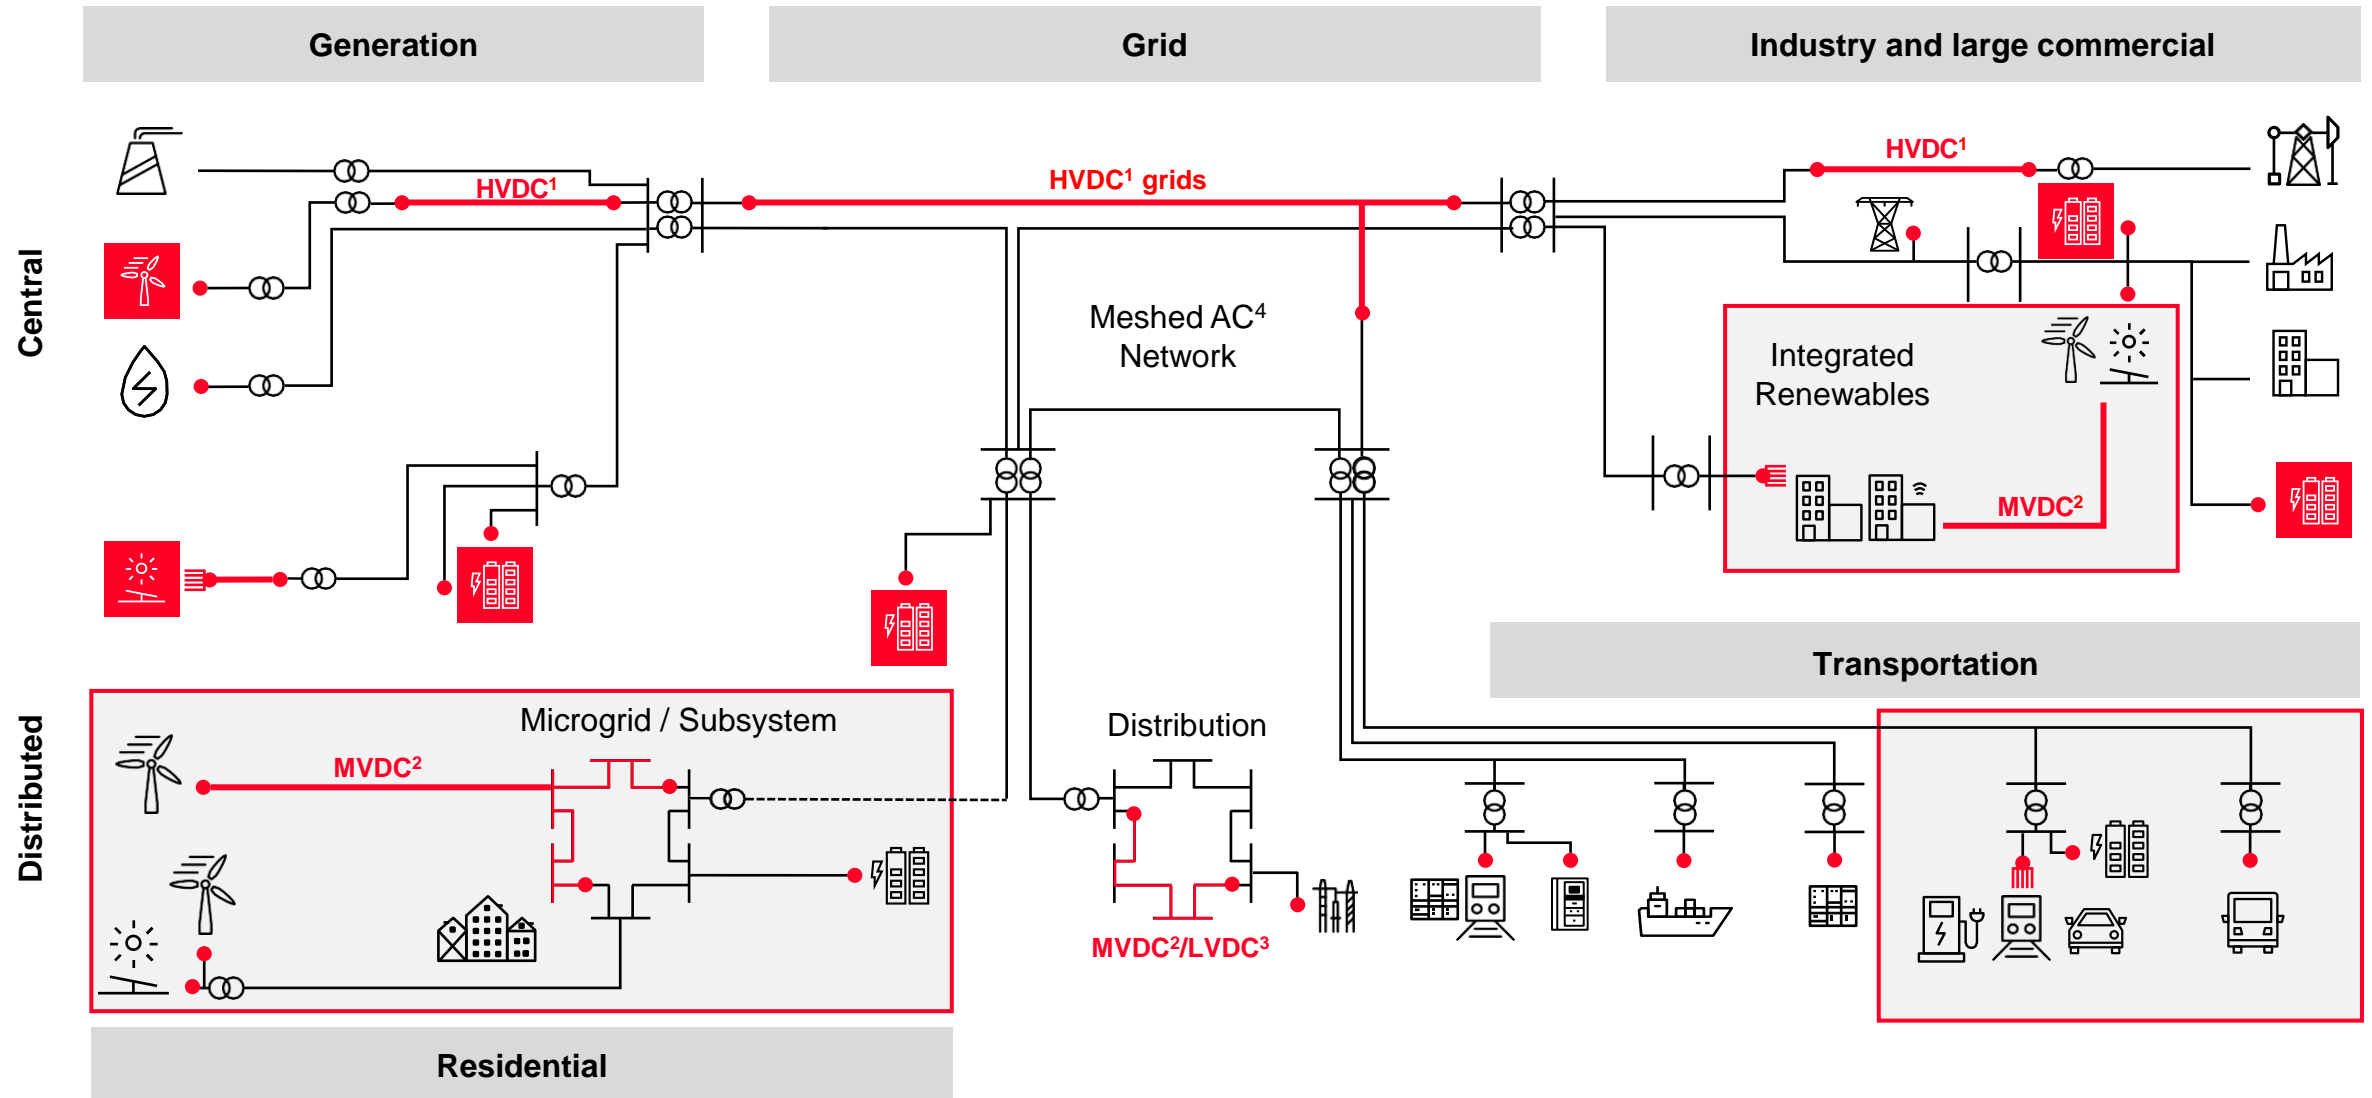 Generation
Grid
Industry and large commercial
Central
HVDC¹
HVDC¹ grids
HVDC¹
Meshed AC⁴
Network
Integrated
Renewables
MVDC²
Transportation
Distributed
Microgrid / Subsystem
MVDC²
Distribution
MVDC²/LVDC³
Residential